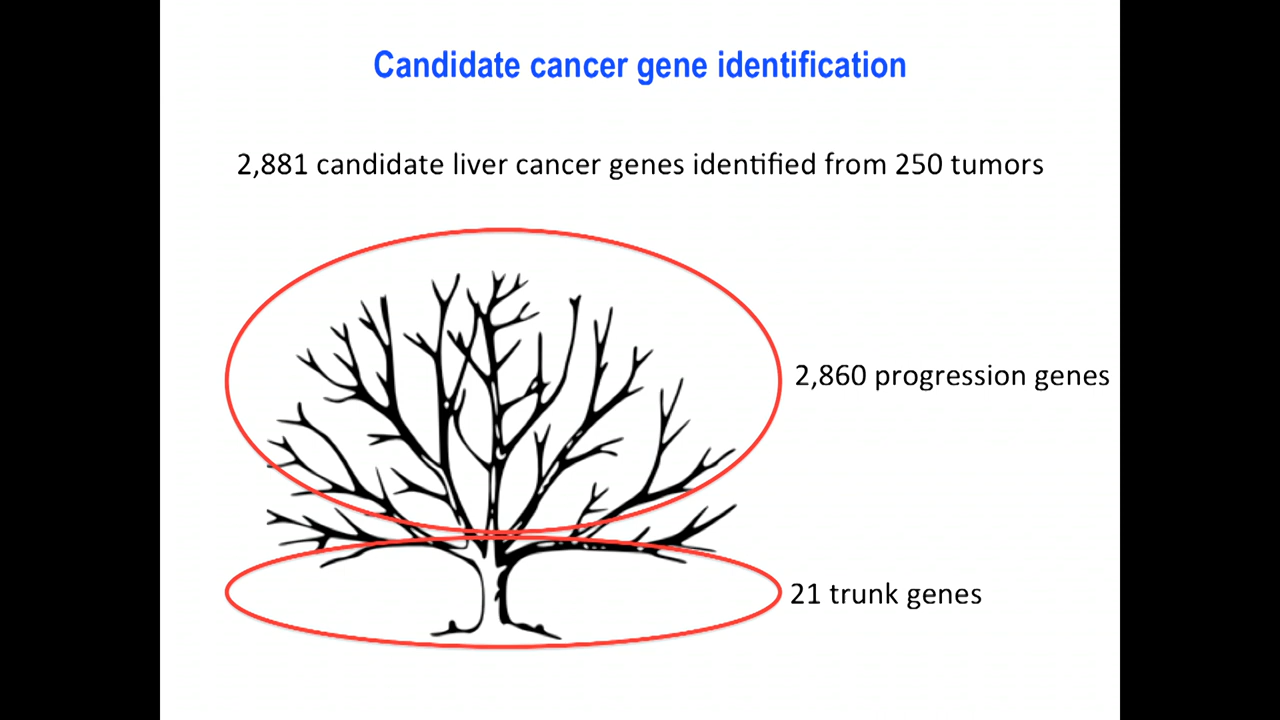 Candidate cancer gene identification
2,881 candidate liver cancer genes identified from 250 tumors
2,860 progression genes
21 trunk genes